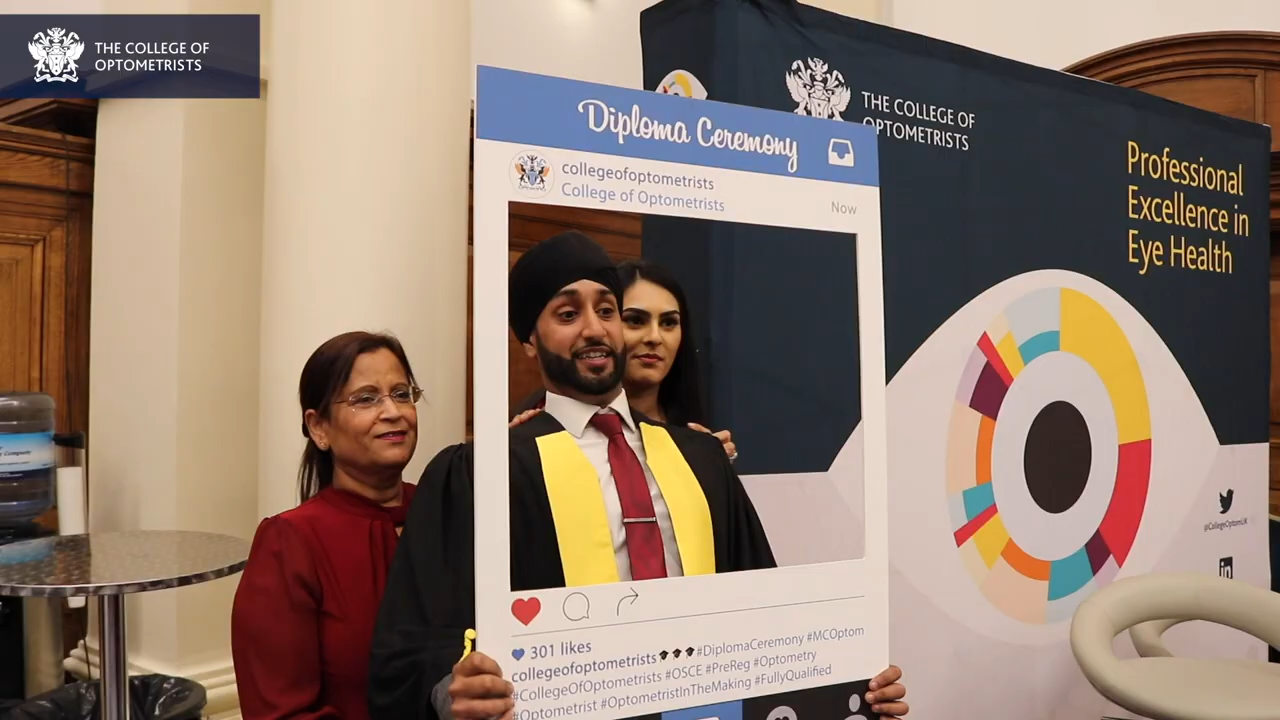 THE COLLEGE OF
OPTOMETRISTS
THE COLLEGE OF
OPTOMETRISTS
Professional
Excellence in
Eye Health
@CollegeOptomUK
in
Diploma Ceremony
collegeofoptometrists
College of Optometrists
Now
301 likes
collegeofoptometrists #DiplomaCeremony #MCOptom
#CollegeOfOptometrists #OSCE #PreReg #Optometry
#Optometrist #OptometristInTheMaking #FullyQualified